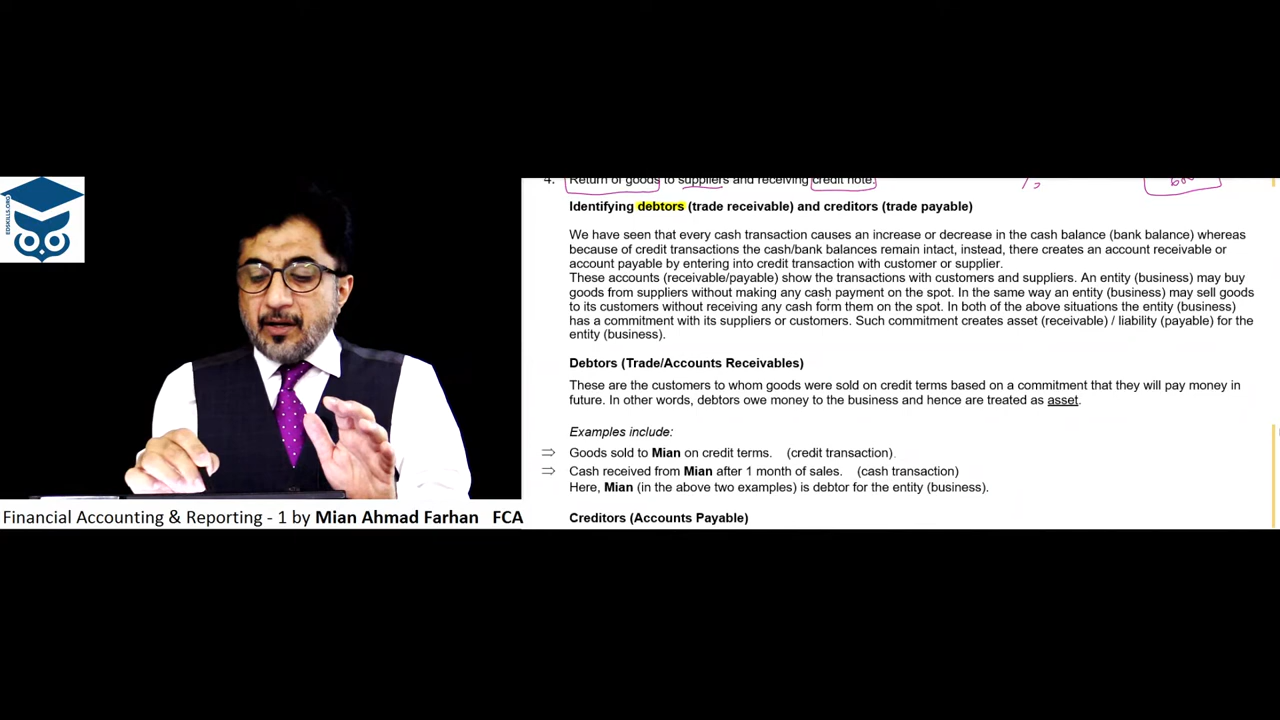 EDSKILLS.ORG
4. Return of goods to suppliers and receiving credit note.
Identifying debtors (trade receivable) and creditors (trade payable)
We have seen that every cash transaction causes an increase or decrease in the cash balance (bank balance) whereas
because of credit transactions the cash/bank balances remain intact, instead, there creates an account receivable or
account payable by entering into credit transaction with customer or supplier.
These accounts (receivable/payable) show the transactions with customers and suppliers. An entity (business) may buy
goods from suppliers without making any cash payment on the spot. In the same way an entity (business) may sell goods
to its customers without receiving any cash form them on the spot. In both of the above situations the entity (business)
has a commitment with its suppliers or customers. Such commitment creates asset (receivable) / liability (payable) for the
entity (business).
Debtors (Trade/Accounts Receivables)
These are the customers to whom goods were sold on credit terms based on a commitment that they will pay money in
future. In other words, debtors owe money to the business and hence are treated as asset.
Examples include:
⇒ Goods sold to Mian on credit terms. (credit transaction)
⇒ Cash received from Mian after 1 month of sales. (cash transaction)
Here, Mian (in the above two examples) is debtor for the entity (business).
Creditors (Accounts Payable)
Financial Accounting & Reporting - 1 by Mian Ahmad Farhan FCA